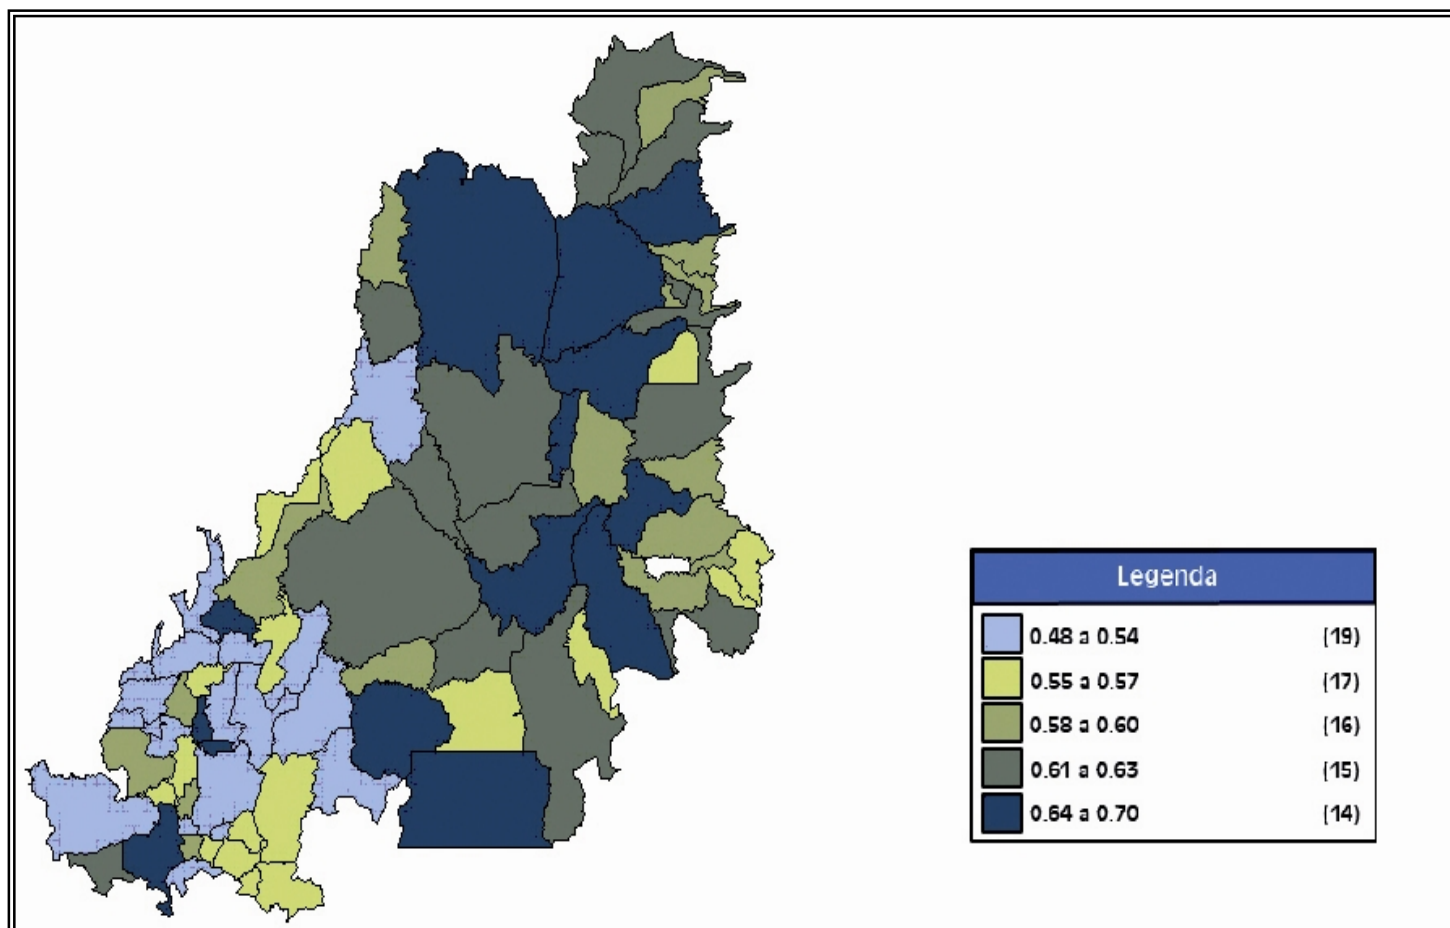 Legenda
0.48 a 0.54 (19)
0.55 a 0.57 (17)
0.58 a 0.60 (16)
0.61 a 0.63 (15)
0.64 a 0.70 (14)